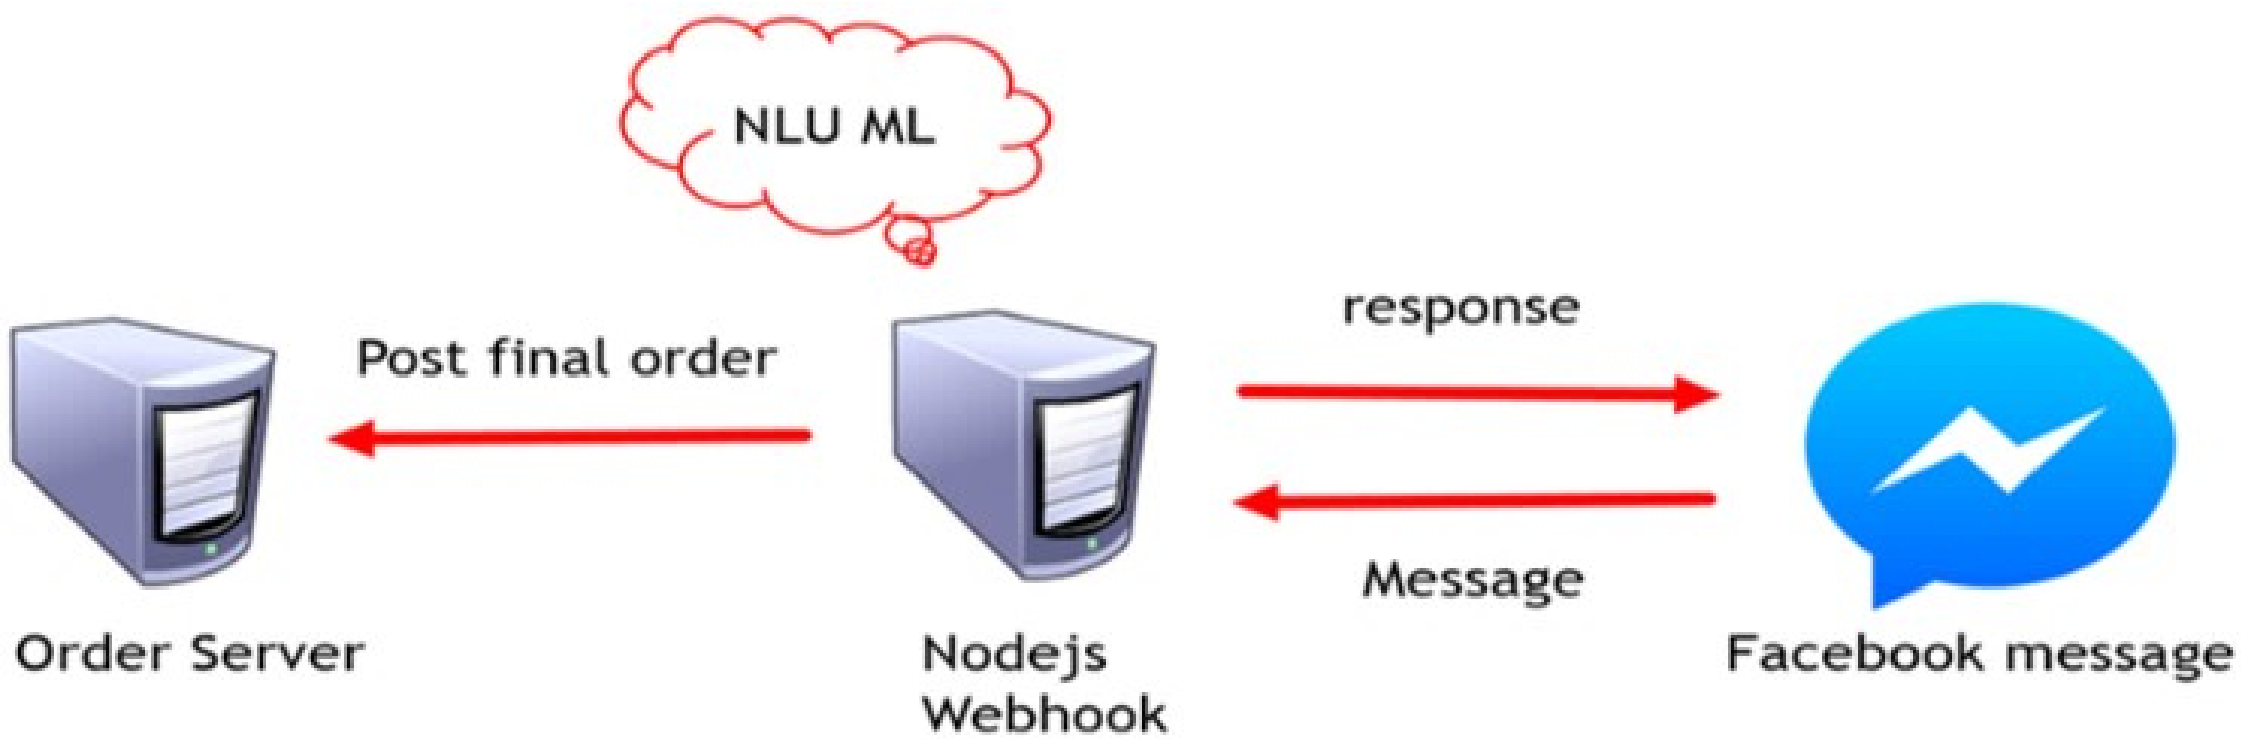 NLU ML
response
Post final order
Message
Order Server
Nodejs
Webhook
Facebook message